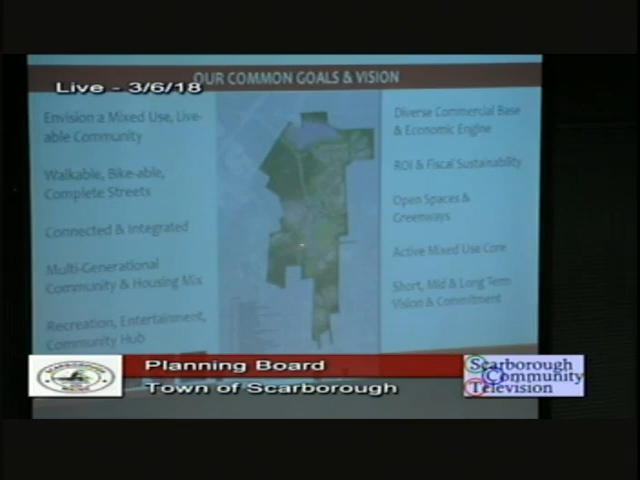 OUR COMMON GOALS & VISION
Live - 3/6/18
Envision a Mixed Use, Live-
able Community
Walkable, Bike-able,
Complete Streets
Connected & Integrated
Multi-Generational
Community & Housing Mix
Recreation, Entertainment,
Community Hub
Diverse Commercial Base
& Economic Engine
ROI & Fiscal Sustainability
Open Spaces &
Greenways
Active Mixed Use Core
Short, Mid & Long Term
Vision & Commitment
Planning Board
Town of Scarborough
Scarborough
Community
Television